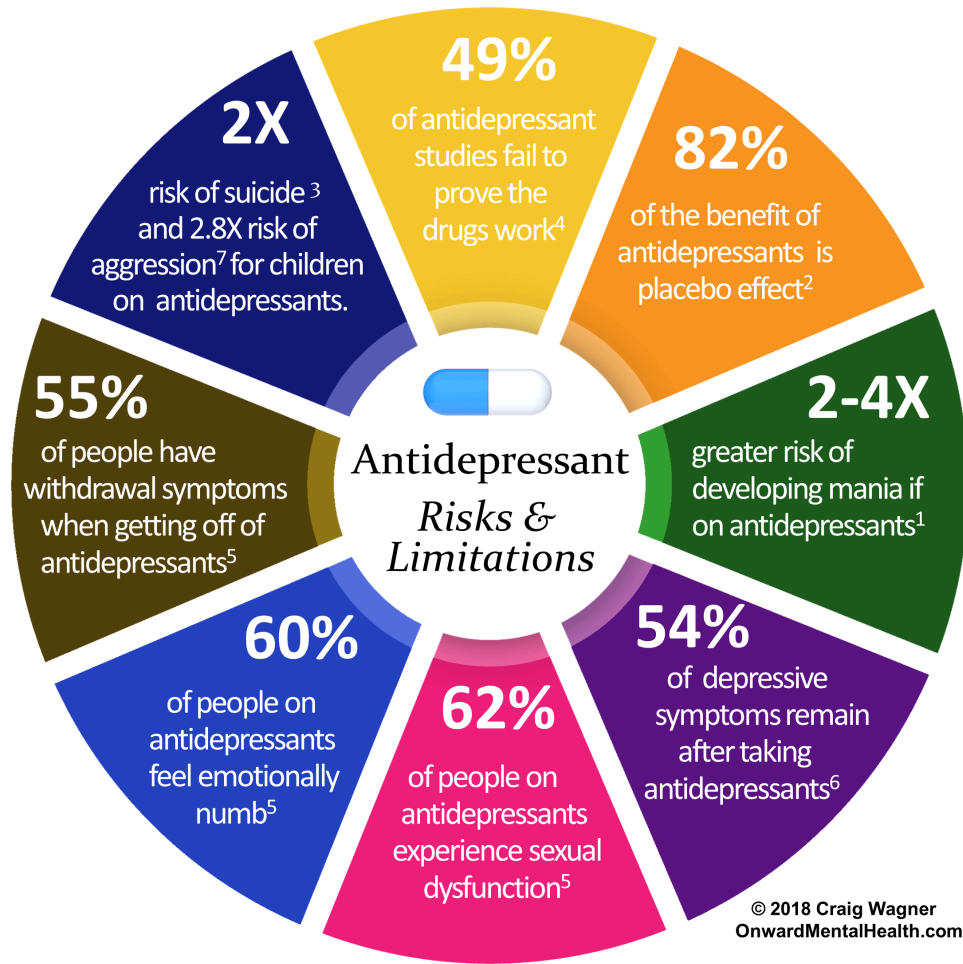 49%
of antidepressant
studies fail to
prove the
drugs work⁴
82%
of the benefit of
antidepressants is
placebo effect²
2-4X
greater risk of
developing mania if
on antidepressants¹
54%
of depressive
symptoms remain
after taking
antidepressants⁶
62%
of people on
antidepressants
experience sexual
dysfunction⁵
60%
of people on
antidepressants
feel emotionally
numb⁵
55%
of people have
withdrawal symptoms
when getting off of
antidepressants⁵
2X
risk of suicide ³
and 2.8X risk of
aggression⁷ for children
on antidepressants.
Antidepressant
Risks &
Limitations
© 2018 Craig Wagner
OnwardMentalHealth.com